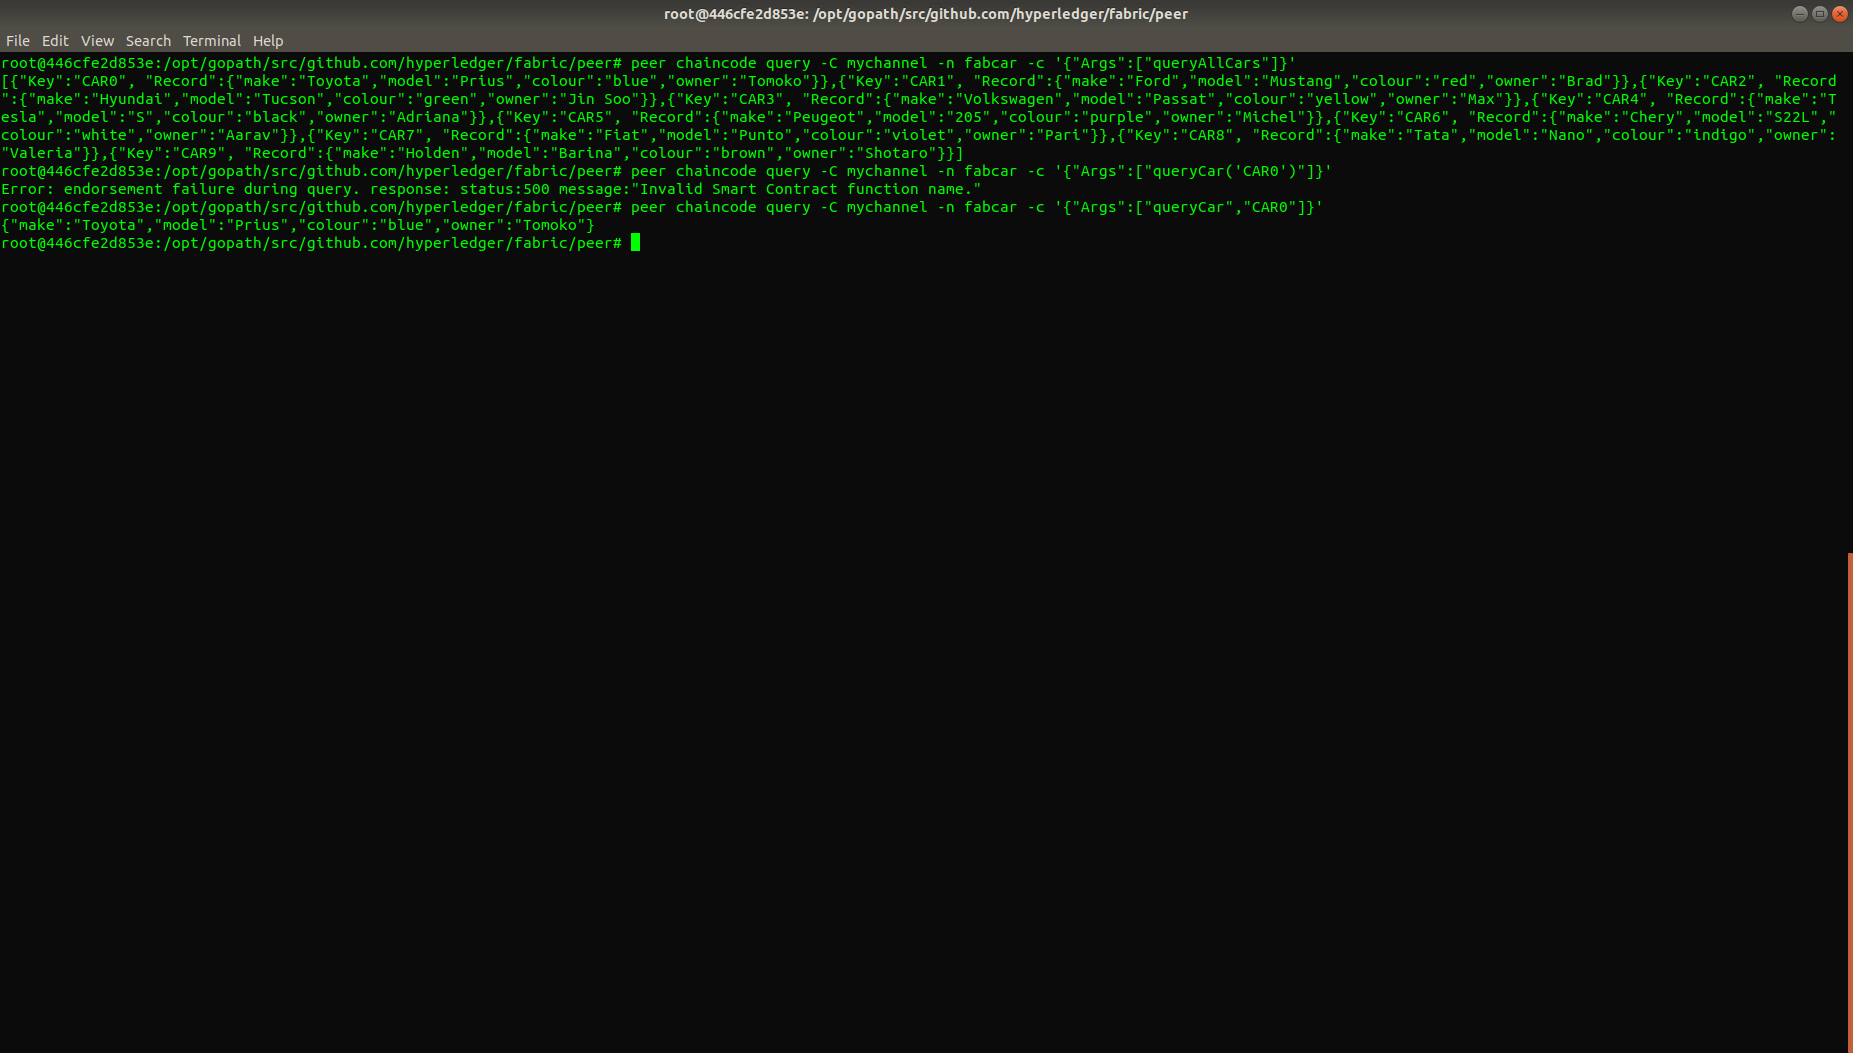 root@446cfe2d853e: /opt/gopath/src/github.com/hyperledger/fabric/peer
File Edit View Search Terminal Help
root@446cfe2d853e:/opt/gopath/src/github.com/hyperledger/fabric/peer# peer chaincode query -C mychannel -n fabcar -c '{"Args":["queryAllCars"]}'
[{"Key":"CAR0", "Record":{"make":"Toyota","model":"Prius","colour":"blue","owner":"Tomoko"}},{"Key":"CAR1", "Record":{"make":"Ford","model":"Mustang","colour":"red","owner":"Brad"}},{"Key":"CAR2", "Record
":{"make":"Hyundai","model":"Tucson","colour":"green","owner":"Jin Soo"}},{"Key":"CAR3", "Record":{"make":"Volkswagen","model":"Passat","colour":"yellow","owner":"Max"}},{"Key":"CAR4", "Record":{"make":"T
esla","model":"S","colour":"black","owner":"Adriana"}},{"Key":"CAR5", "Record":{"make":"Peugeot","model":"205","colour":"purple","owner":"Michel"}},{"Key":"CAR6", "Record":{"make":"Chery","model":"S22L","
colour":"white","owner":"Aarav"}},{"Key":"CAR7", "Record":{"make":"Fiat","model":"Punto","colour":"violet","owner":"Pari"}},{"Key":"CAR8", "Record":{"make":"Tata","model":"Nano","colour":"indigo","owner":
"Valeria"}},{"Key":"CAR9", "Record":{"make":"Holden","model":"Barina","colour":"brown","owner":"Shotaro"}}]
root@446cfe2d853e:/opt/gopath/src/github.com/hyperledger/fabric/peer# peer chaincode query -C mychannel -n fabcar -c '{"Args":["queryCar('CAR0')"]}'
Error: endorsement failure during query. response: status:500 message:"Invalid Smart Contract function name."
root@446cfe2d853e:/opt/gopath/src/github.com/hyperledger/fabric/peer# peer chaincode query -C mychannel -n fabcar -c '{"Args":["queryCar","CAR0"]}'
{"make":"Toyota","model":"Prius","colour":"blue","owner":"Tomoko"}
root@446cfe2d853e:/opt/gopath/src/github.com/hyperledger/fabric/peer#